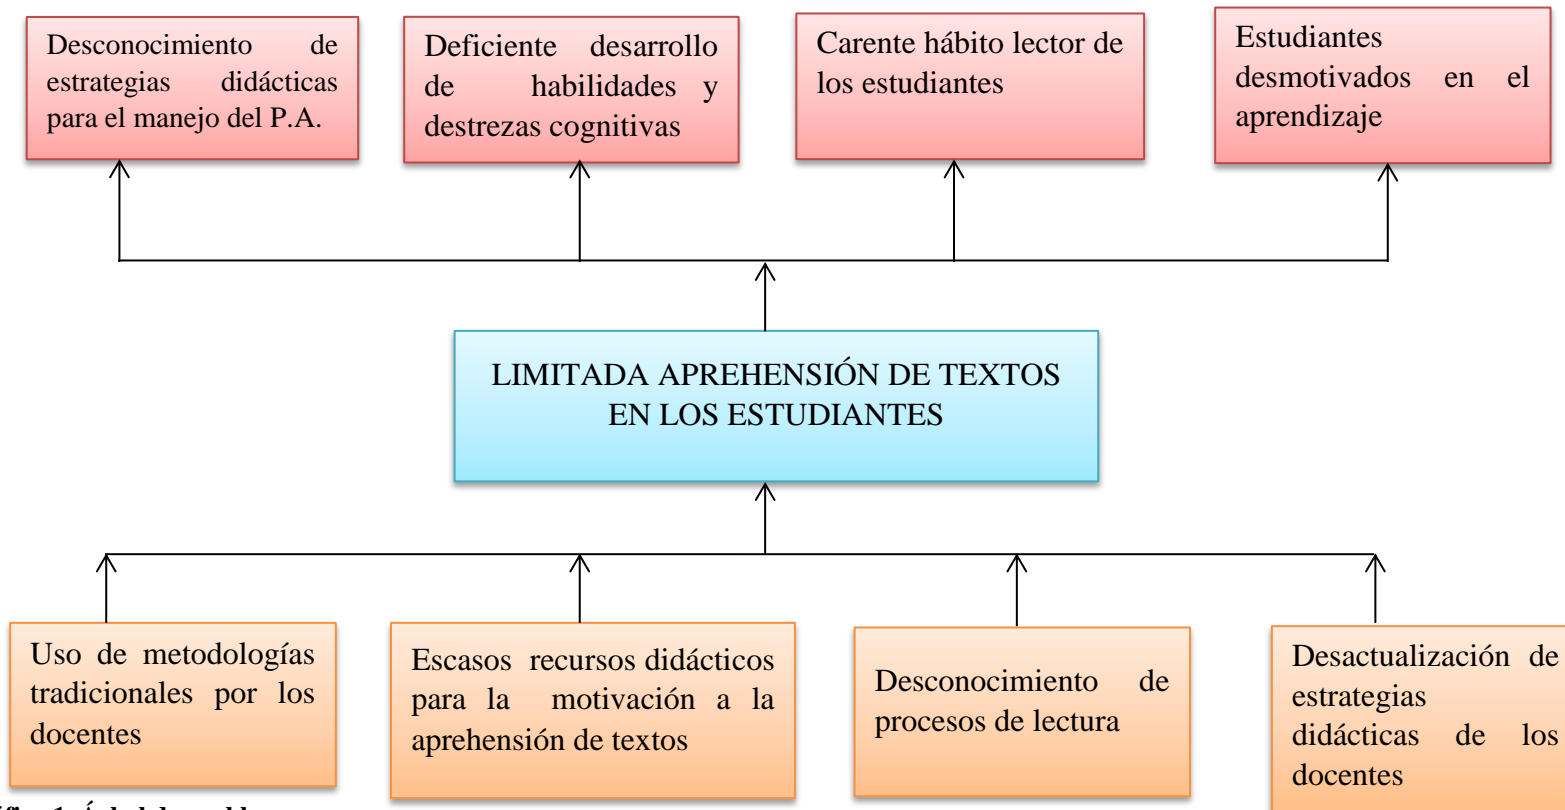 Desconocimiento de
estrategias didácticas
para el manejo del P.A.
Deficiente desarrollo
de habilidades y
destrezas cognitivas
Carente hábito lector de
los estudiantes
Estudiantes
desmotivados en el
aprendizaje
LIMITADA APREHENSIÓN DE TEXTOS
EN LOS ESTUDIANTES
Uso de metodologías
tradicionales por los
docentes
Escasos recursos didácticos
para la motivación a la
aprehensión de textos
Desconocimiento de
procesos de lectura
Desactualización de
estrategias
didácticas de los
docentes